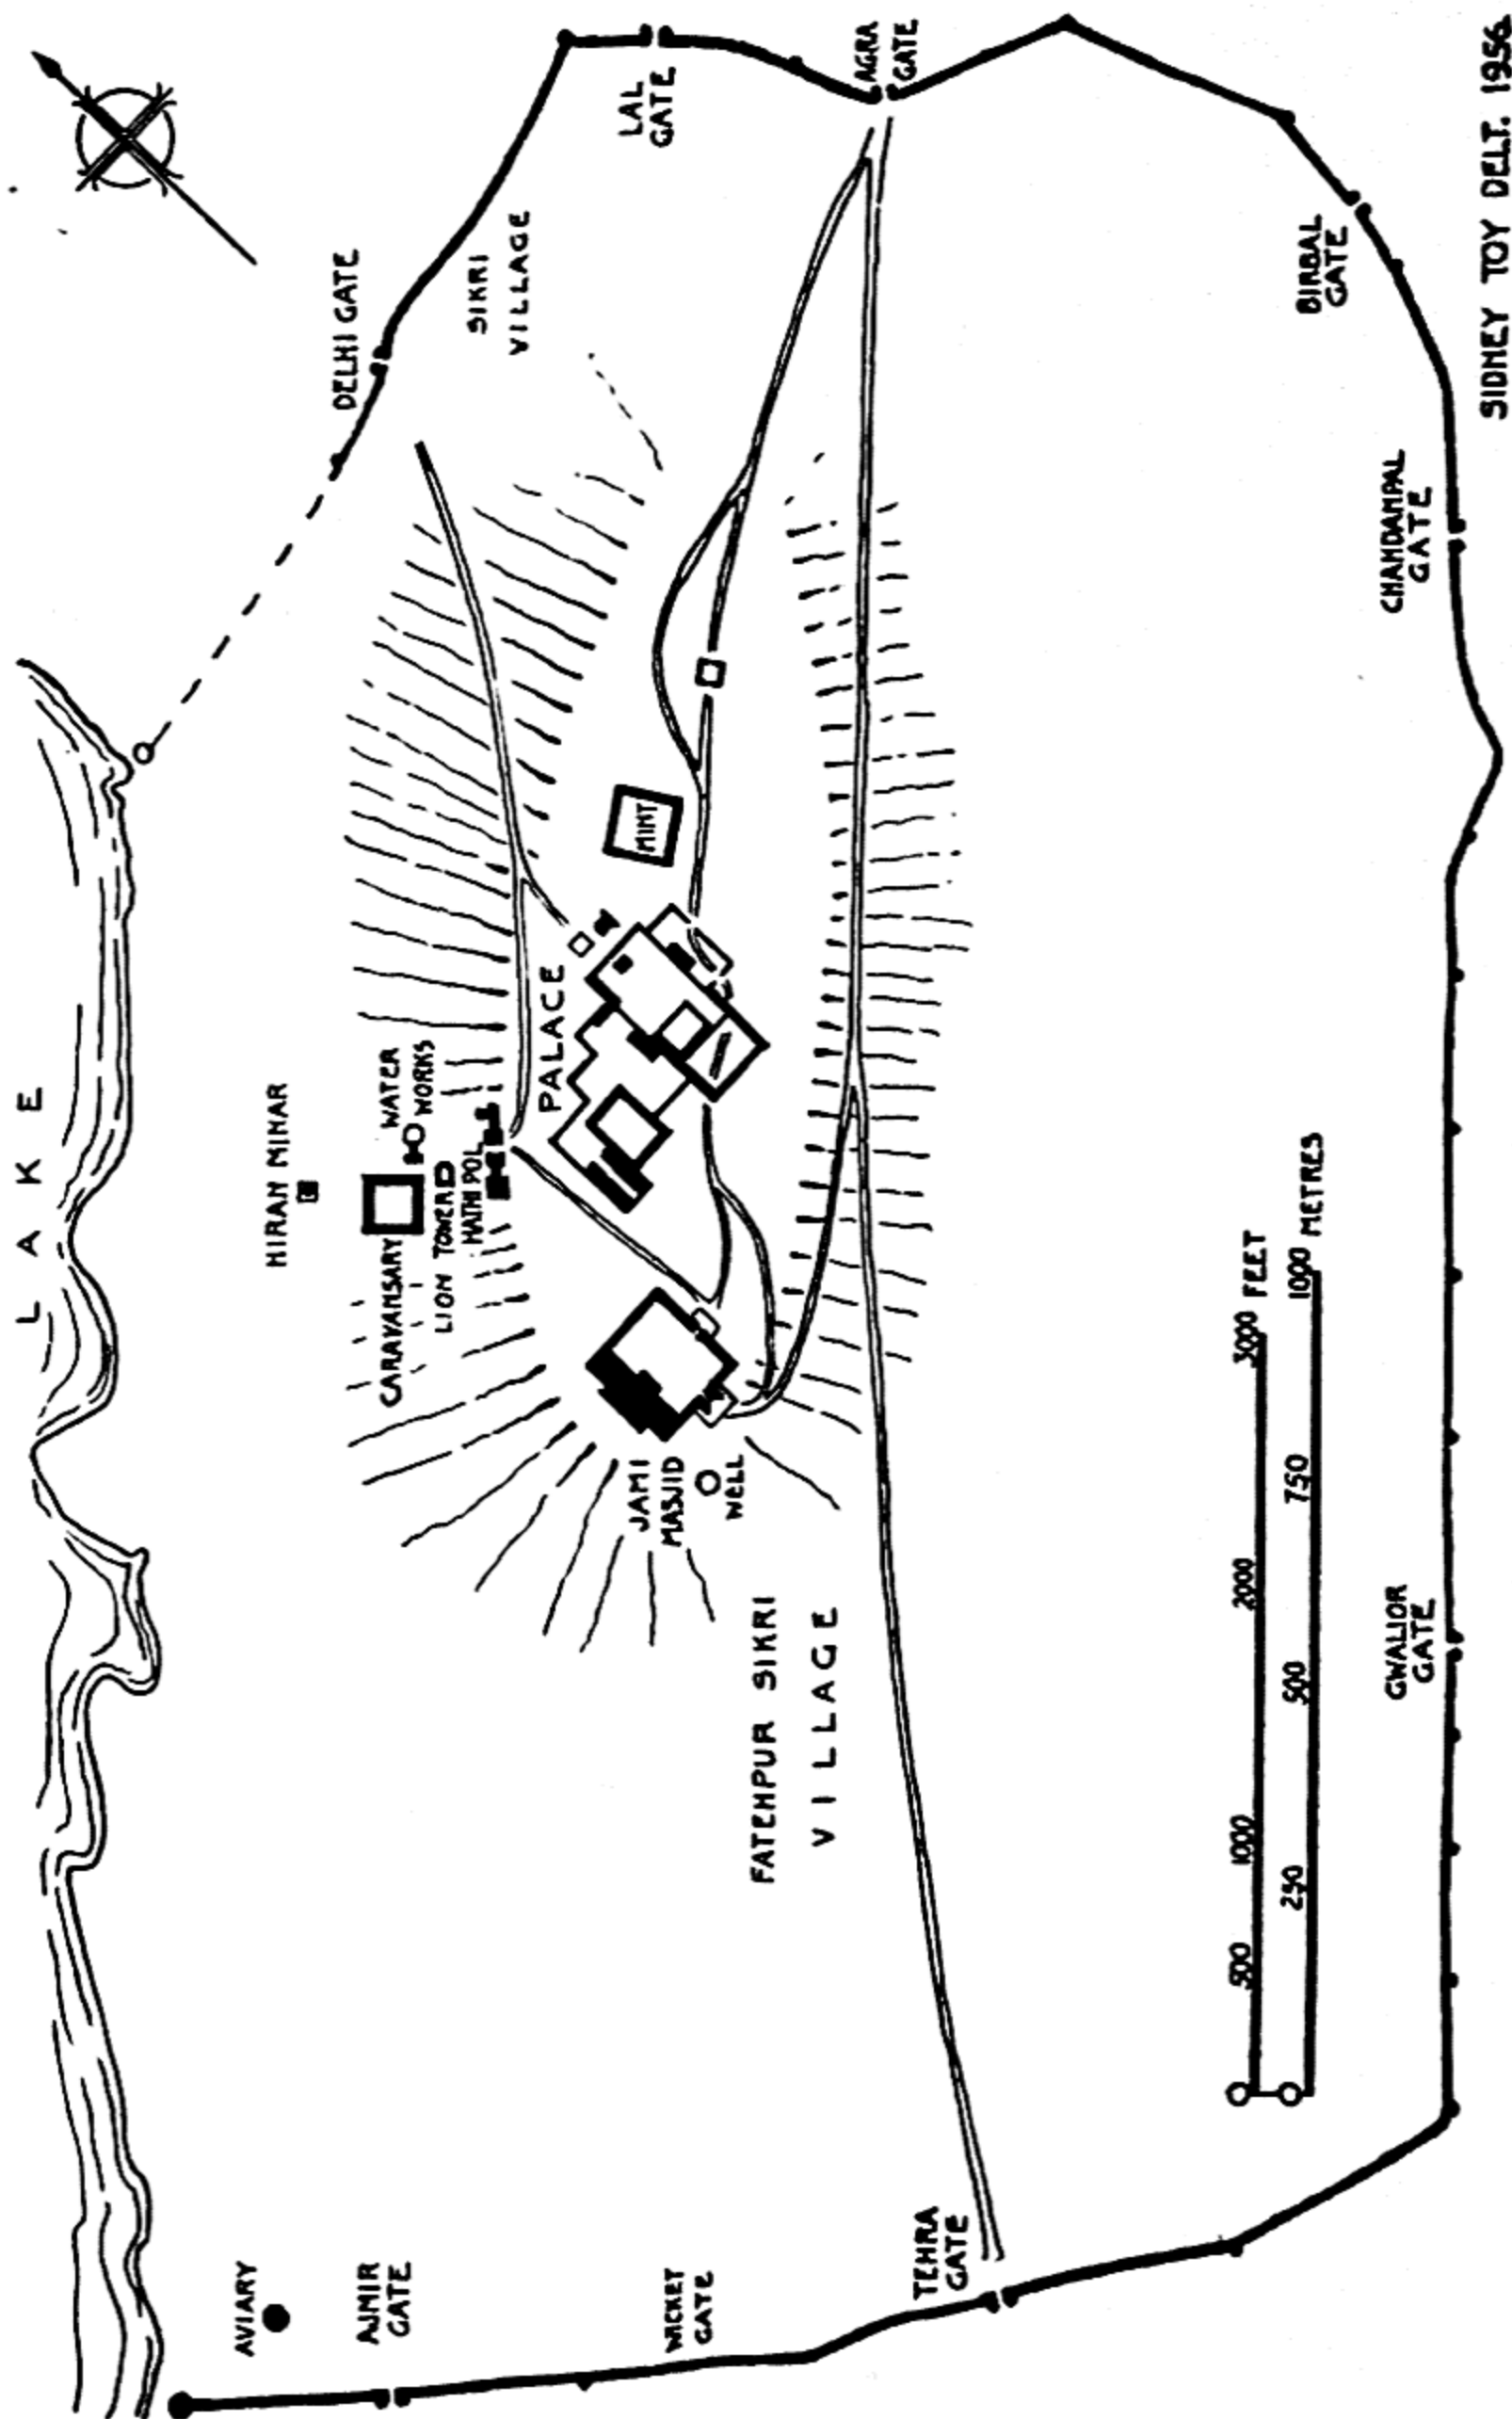 LAKE
HIRAN MINAR
WATER
WORKS
CARAVANSARY
LION TOWER
HATHI POL
PALACE
MINT
DELHI GATE
SIKRI
VILLAGE
LAL
GATE
AGRA
GATE
AVIARY
AJMIR
GATE
WICKET
GATE
TEHRA
GATE
JAMI
MASJID
WELL
FATEHPUR SIKRI
VILLAGE
BIRBAL
GATE
CHANDANPAL
GATE
GWALIOR
GATE
500 1000 2000 3000 FEET
250 500 750 1000 METRES
SIDNEY TOY DELT. 1956